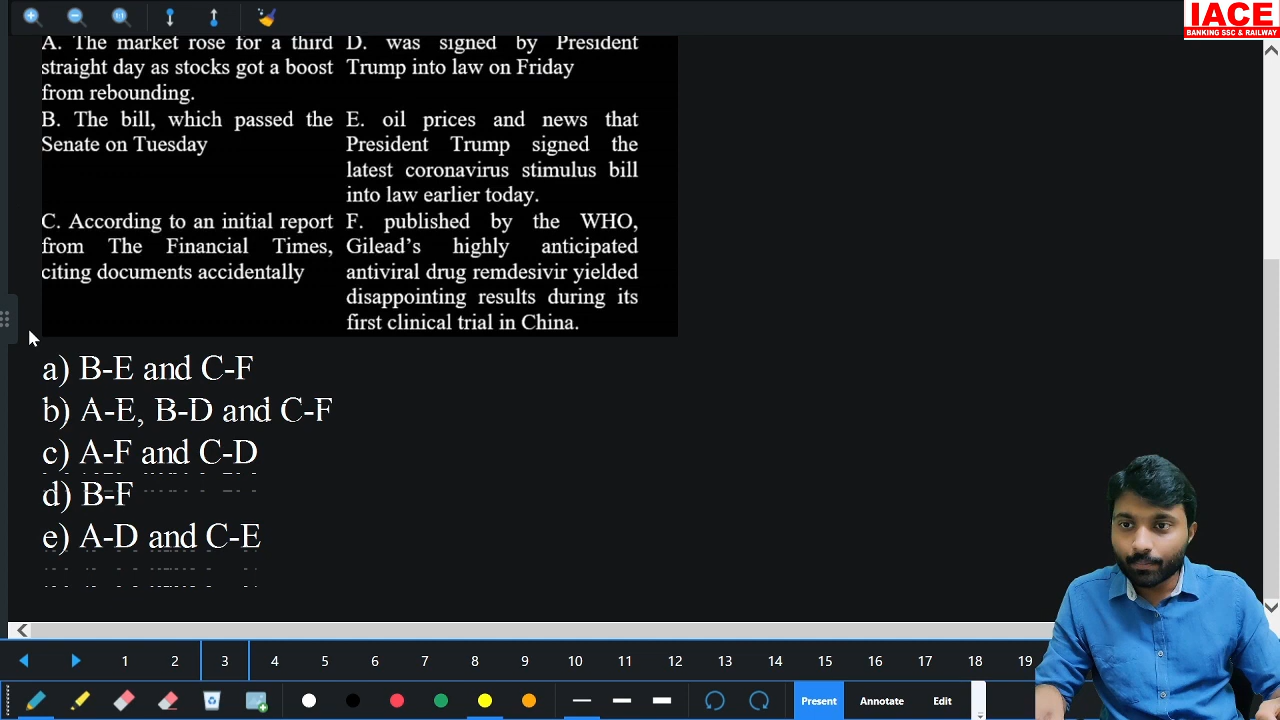 IACE
BANKING SSC & RAILWAY
A. The market rose for a third
straight day as stocks got a boost
from rebounding.
D. was signed by President
Trump into law on Friday
B. The bill, which passed the
Senate on Tuesday
E. oil prices and news that
President Trump signed the
latest coronavirus stimulus bill
into law earlier today.
C. According to an initial report
from The Financial Times,
citing documents accidentally
F. published by the WHO,
Gilead's highly anticipated
antiviral drug remdesivir yielded
disappointing results during its
first clinical trial in China.
a) B-E and C-F
b) A-E, B-D and C-F
c) A-F and C-D
d) B-F
e) A-D and C-E
1 2 3 4 5 6 7 8 9 10 11 12 13 14 15 16 17 18 19
Present Annotate Edit